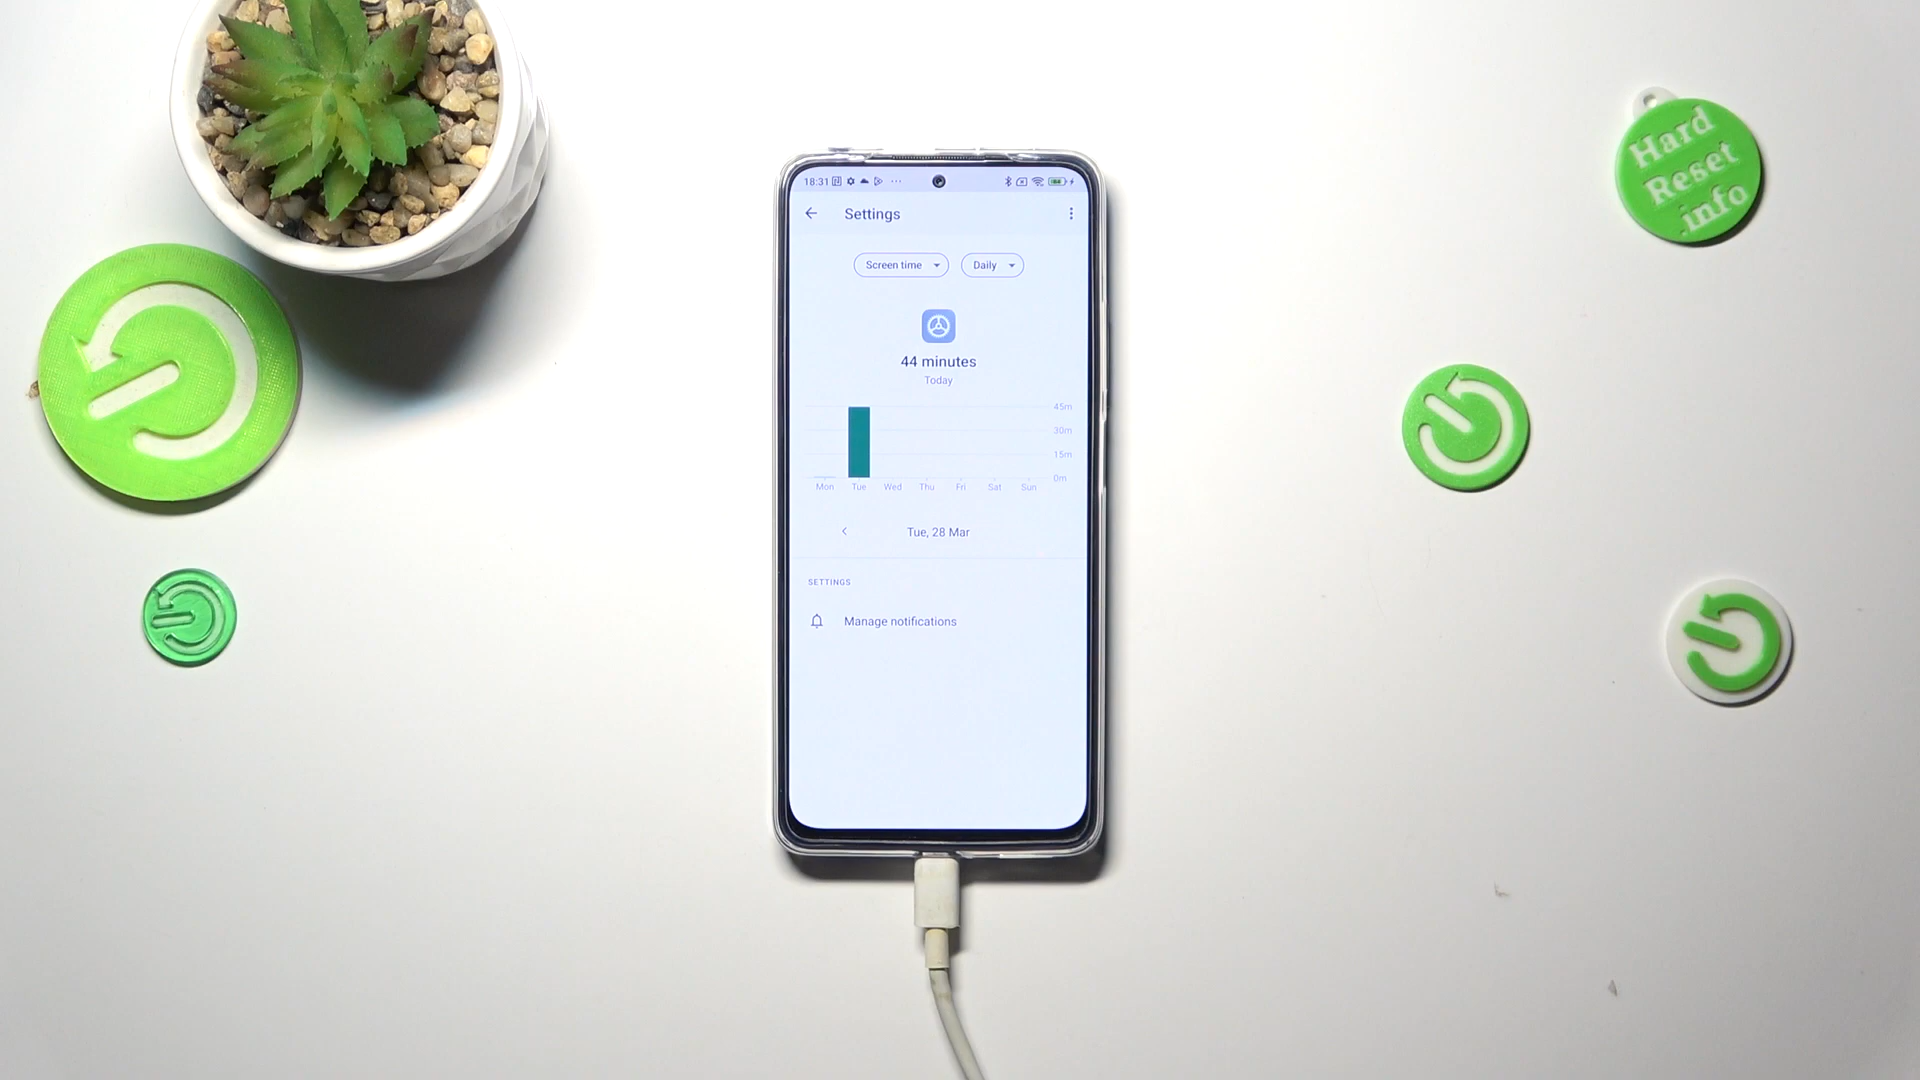 Hard
Reset
.info
18:31
Settings
Screen time
Daily
44 minutes
Today
45m
30m
15m
0m
Mon Tue Wed Thu Fri Sat Sun
Tue, 28 Mar
SETTINGS
Manage notifications